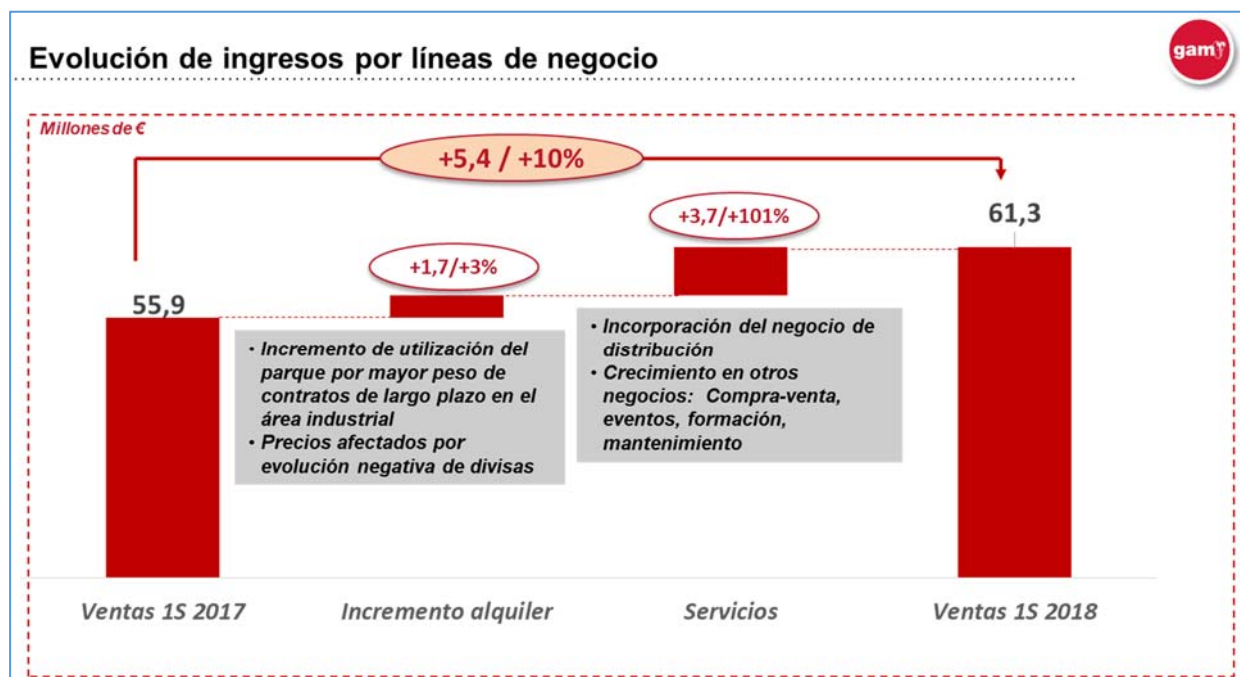 Evolución de ingresos por líneas de negocio
gam
Millones de €
+5,4 / +10%
+3,7/+101%
61,3
+1,7/+3%
55,9
• Incremento de utilización del
parque por mayor peso de
contratos de largo plazo en el
área industrial
• Precios afectados por
evolución negativa de divisas
• Incorporación del negocio de
distribución
• Crecimiento en otros
negocios: Compra-venta,
eventos, formación,
mantenimiento
Ventas 1S 2017
Incremento alquiler
Servicios
Ventas 1S 2018